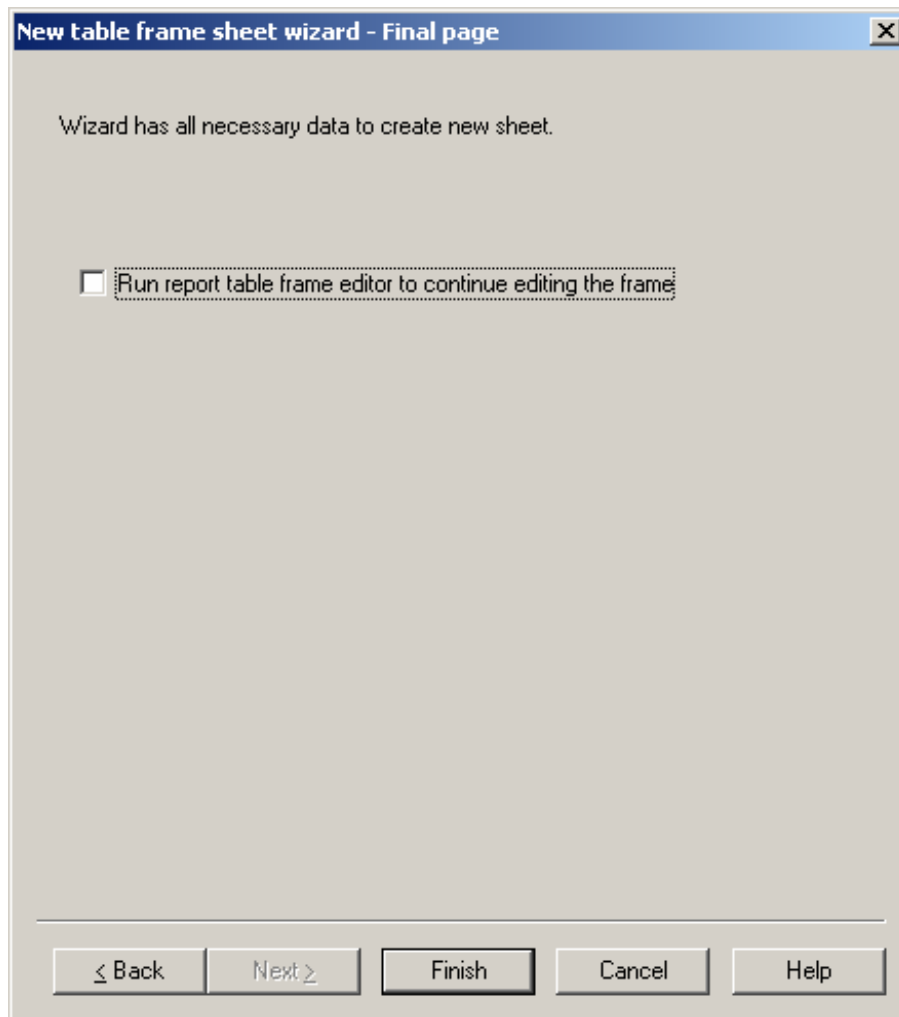 New table frame sheet wizard - Final page
Wizard has all necessary data to create new sheet.
Run report table frame editor to continue editing the frame
< Back Next > Finish Cancel Help